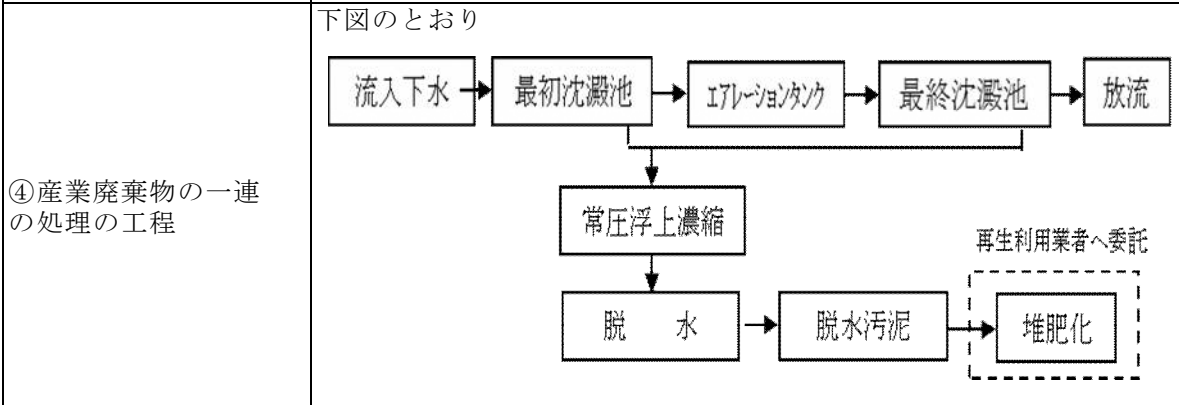 下図のとおり
流入下水
最初沈澱池
エアレーションタンク
最終沈澱池
放流
④産業廃棄物の一連
の処理の工程
常圧浮上濃縮
再生利用業者へ委託
脱　水
脱水汚泥
堆肥化